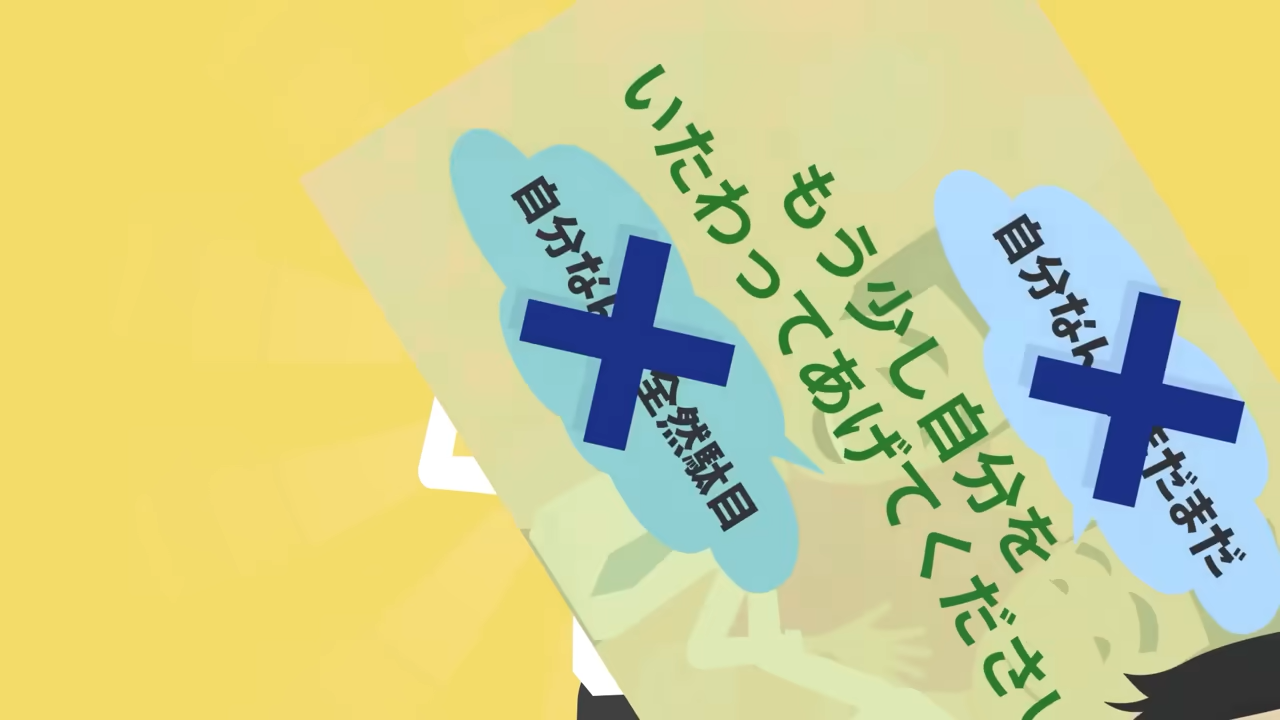 もう少し自分を
いたわってあげてくださ
自分なん
全然駄目
自分なん
まだまだ